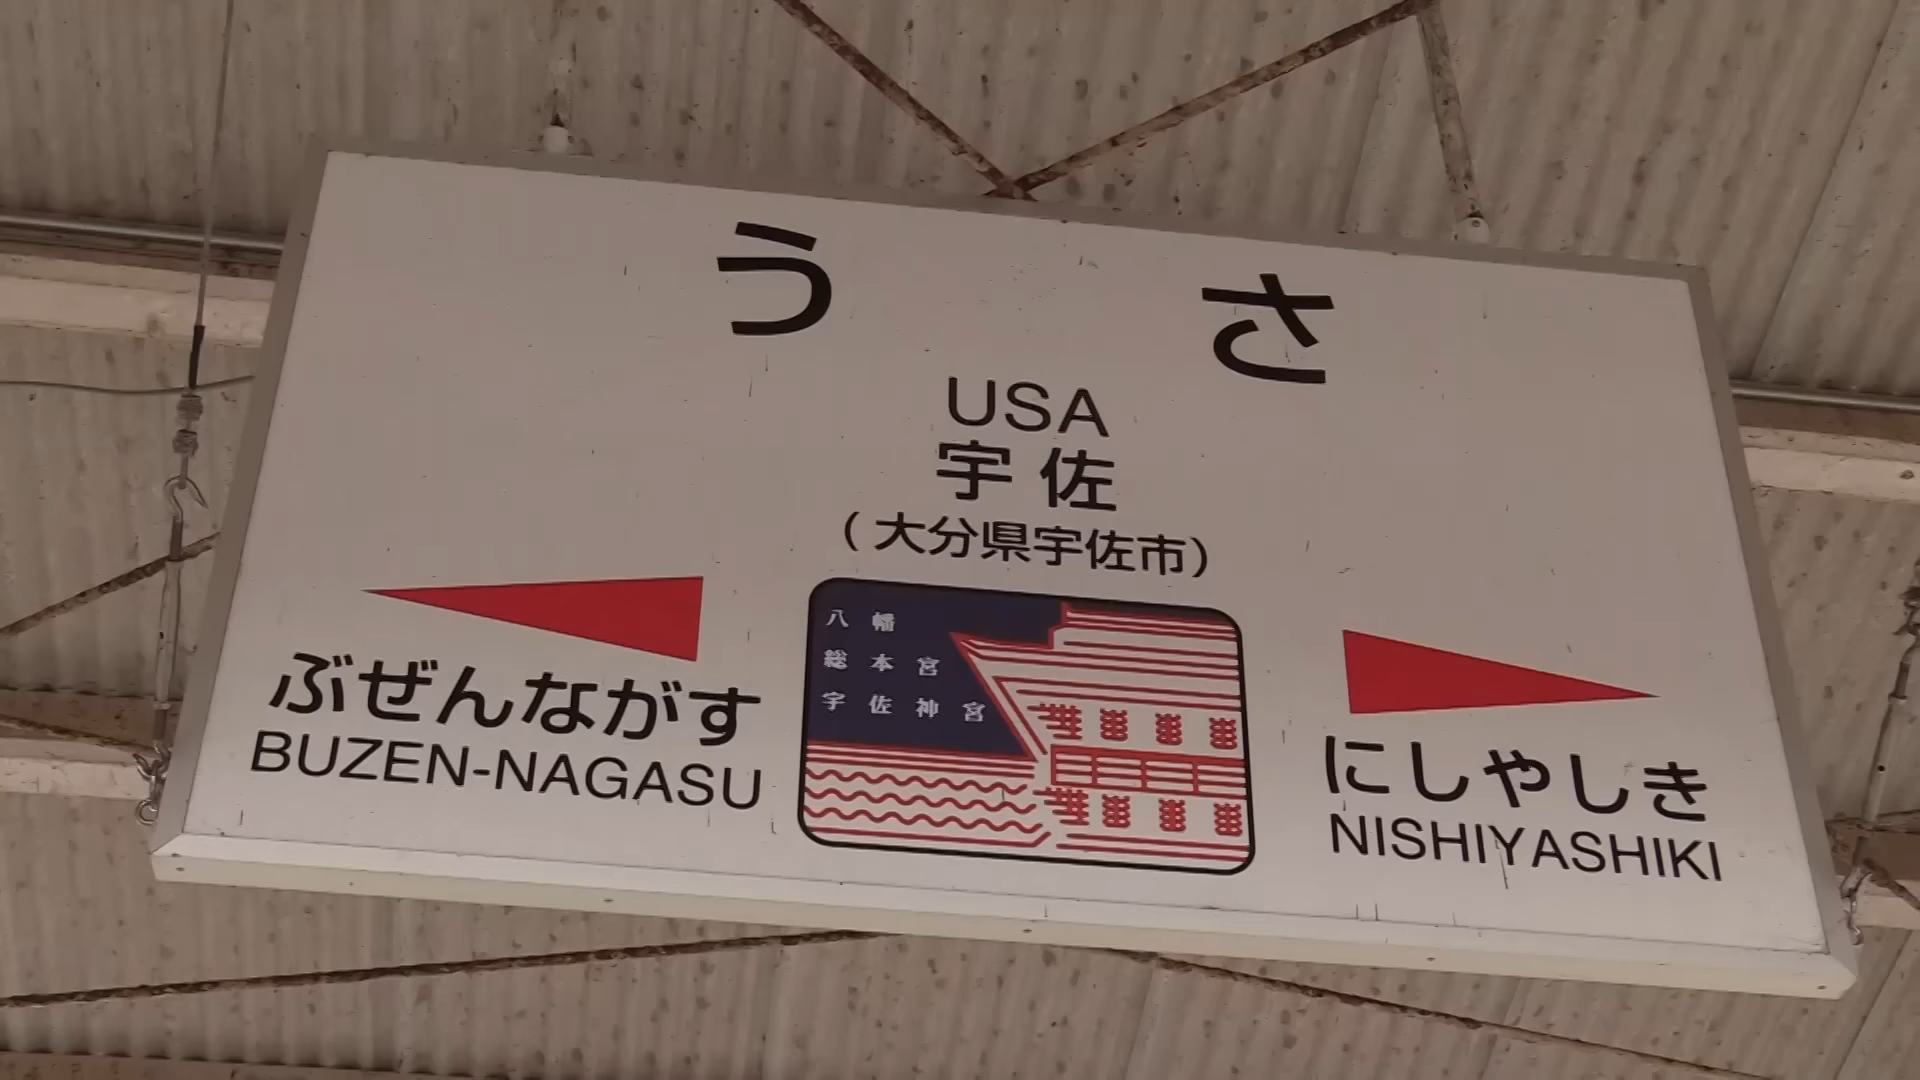 うさ
USA
宇佐
(大分県宇佐市)
八幡
総本宮
宇佐神宮
ぶぜんながす
BUZEN-NAGASU
にしやしき
NISHIYASHIKI